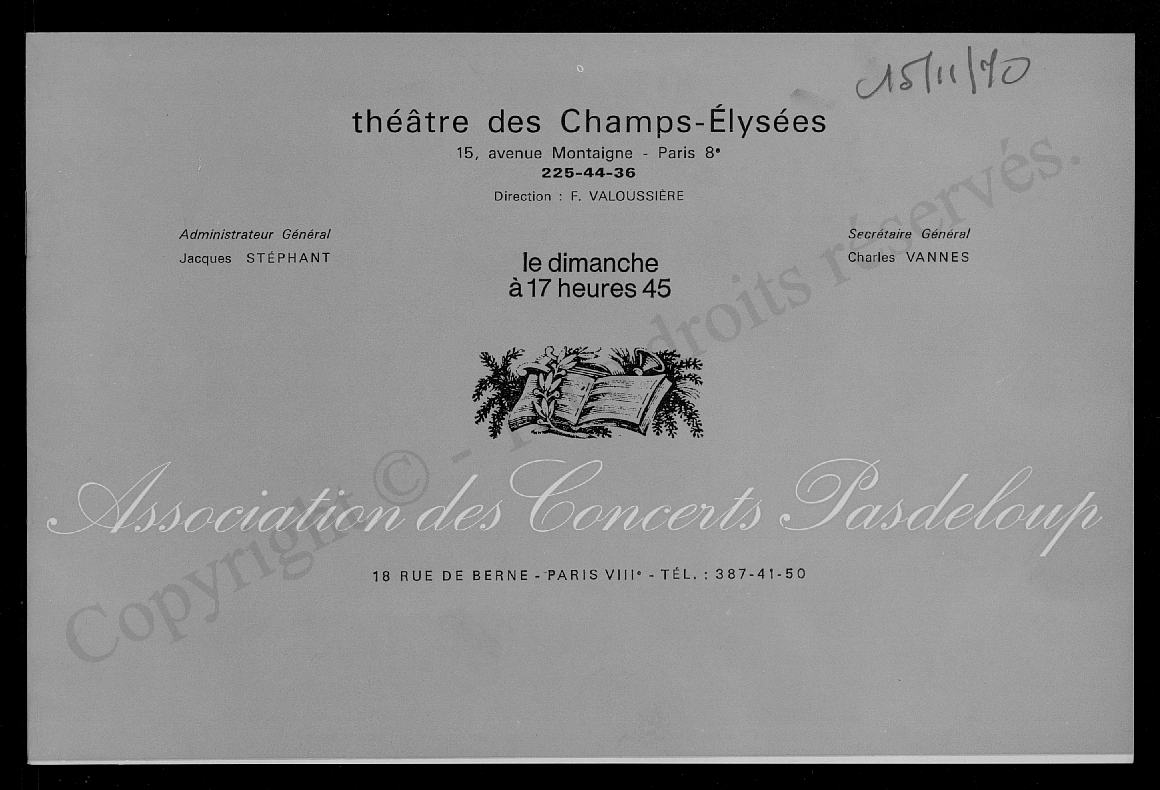 15/11/70
théâtre des Champs-Élysées
15, avenue Montaigne - Paris 8e
225-44-36
Direction : F. VALOUSSIÈRE
Administrateur Général
Jacques STÉPHANT
Secrétaire Général
Charles VANNES
le dimanche
à 17 heures 45
Association des Concerts Pasdeloup
18 RUE DE BERNE - PARIS VIIIe - TÉL. : 387-41-50
Copyright © - droits réservés.